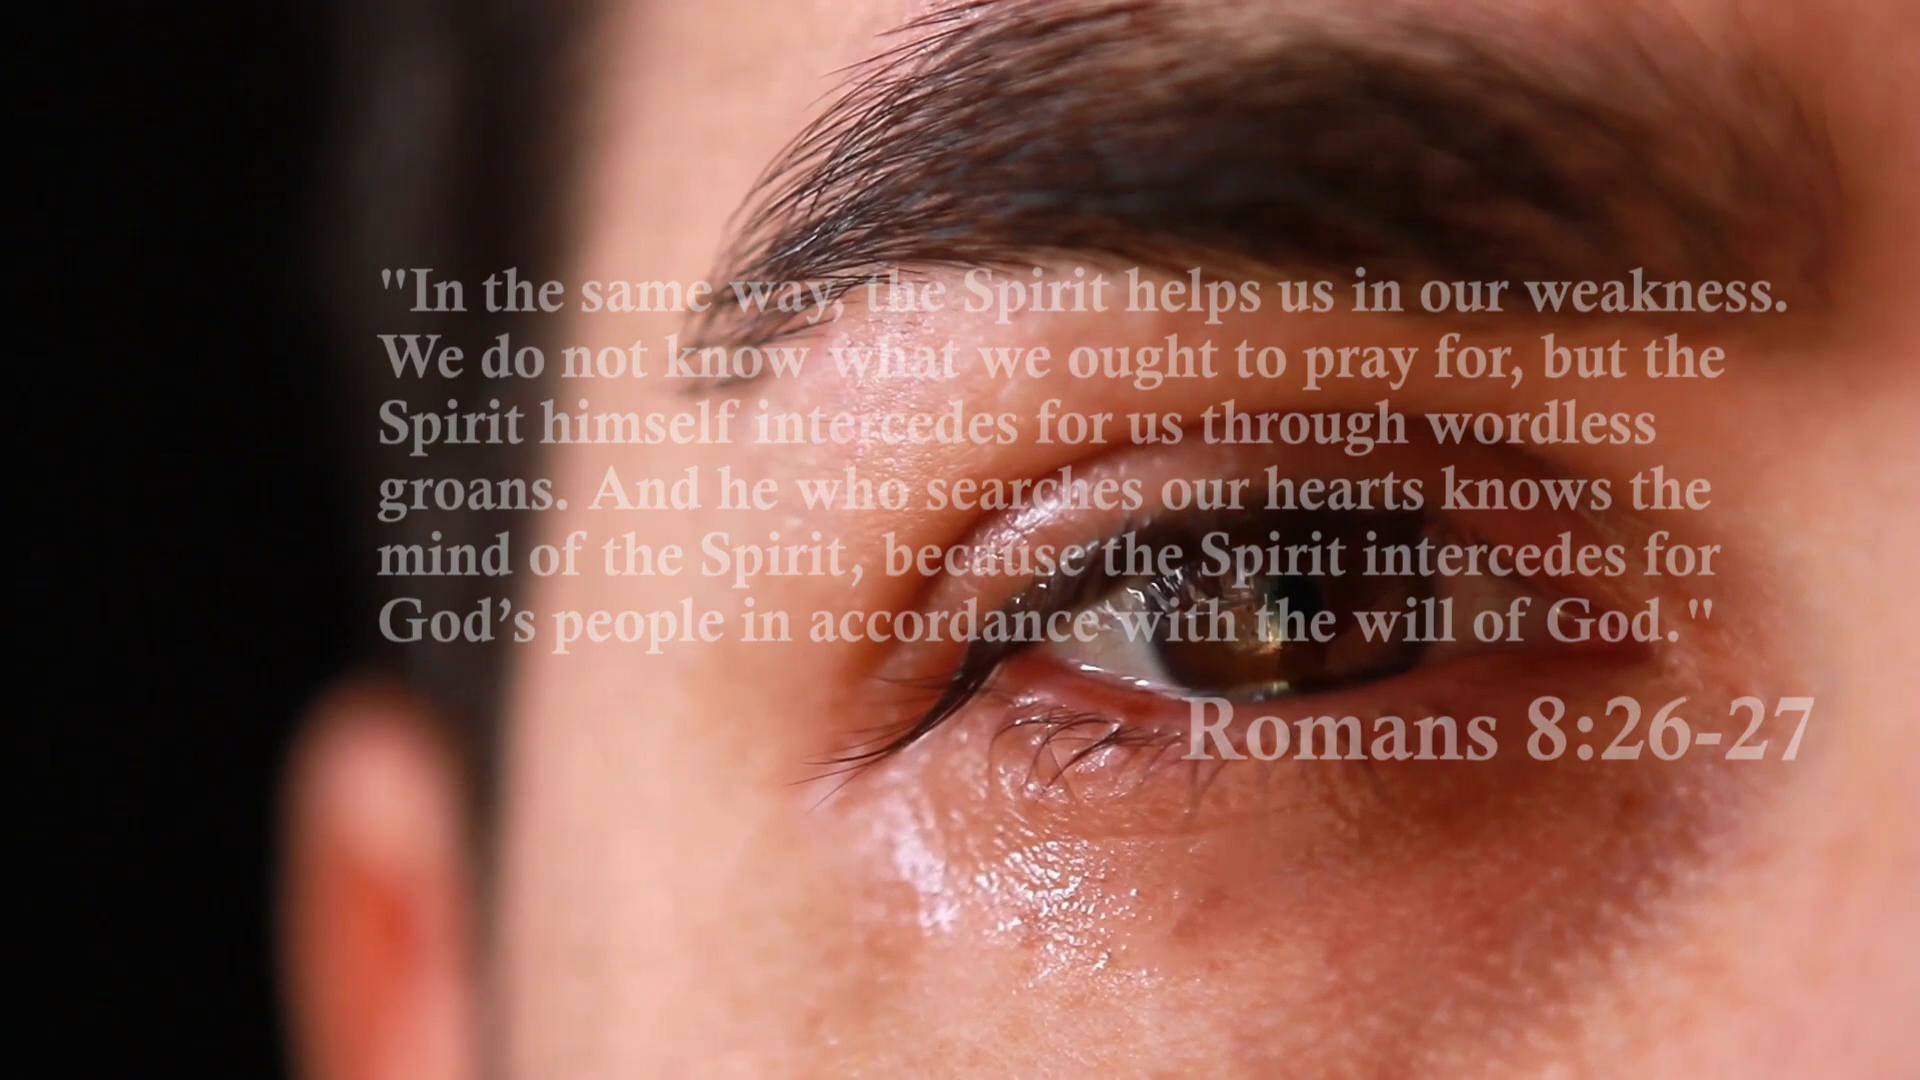 "In the same way, the Spirit helps us in our weakness.
We do not know what we ought to pray for, but the
Spirit himself intercedes for us through wordless
groans. And he who searches our hearts knows the
mind of the Spirit, because the Spirit intercedes for
God’s people in accordance with the will of God."
Romans 8:26-27